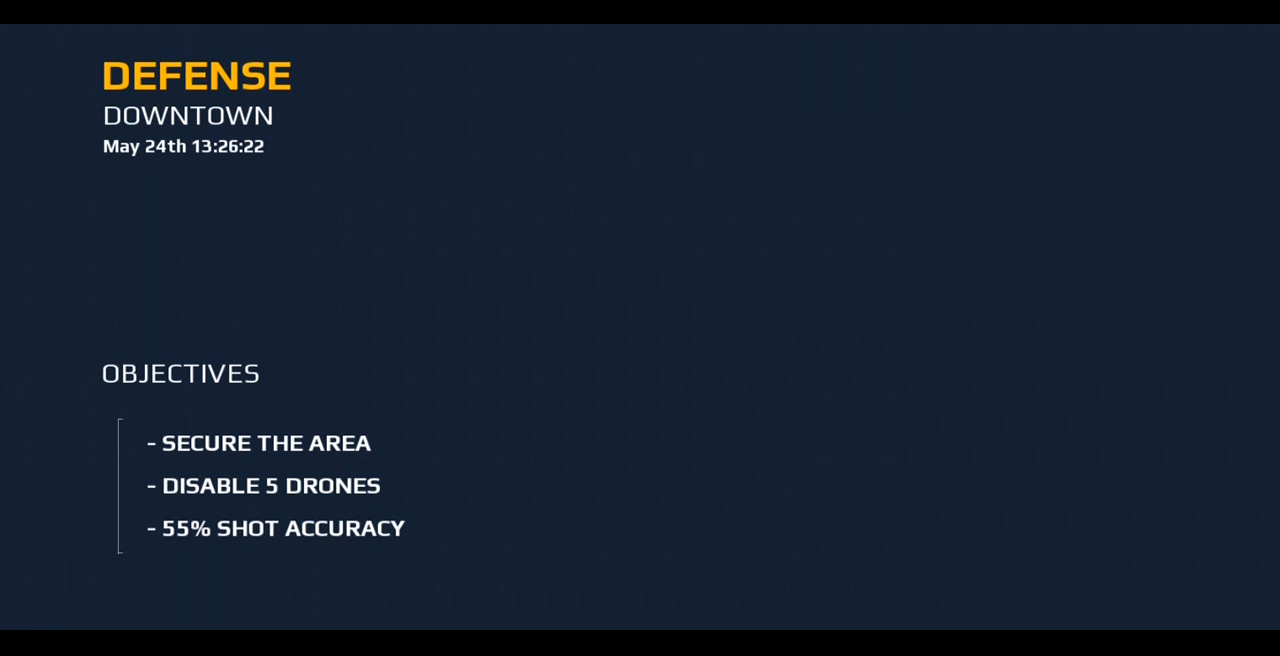 DEFENSE
DOWNTOWN
May 24th 13:26:22
OBJECTIVES
- SECURE THE AREA
- DISABLE 5 DRONES
- 55% SHOT ACCURACY